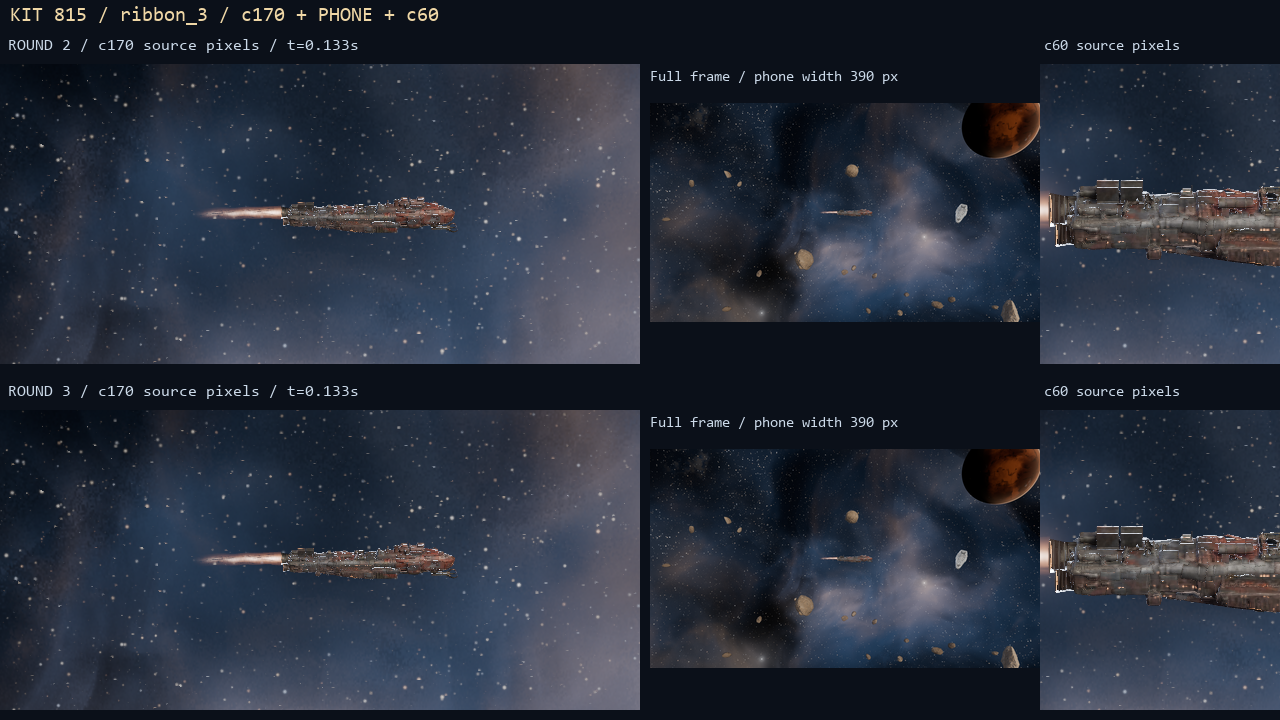 KIT 815 / ribbon_3 / c170 + PHONE + c60
ROUND 2 / c170 source pixels / t=0.133s
c60 source pixels
Full frame / phone width 390 px
ROUND 3 / c170 source pixels / t=0.133s
c60 source pixels
Full frame / phone width 390 px